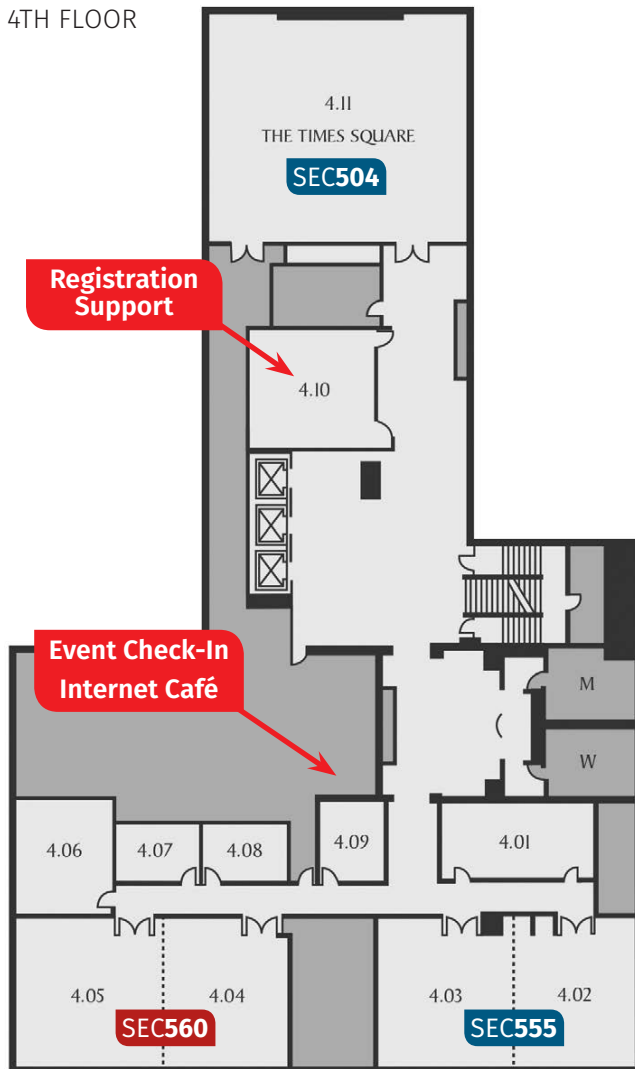 4TH FLOOR
4.11
THE TIMES SQUARE
SEC504
Registration
Support
4.10
Event Check-In
Internet Café
M
W
4.06
4.07
4.08
4.09
4.01
4.05
4.04
4.03
4.02
SEC560
SEC555